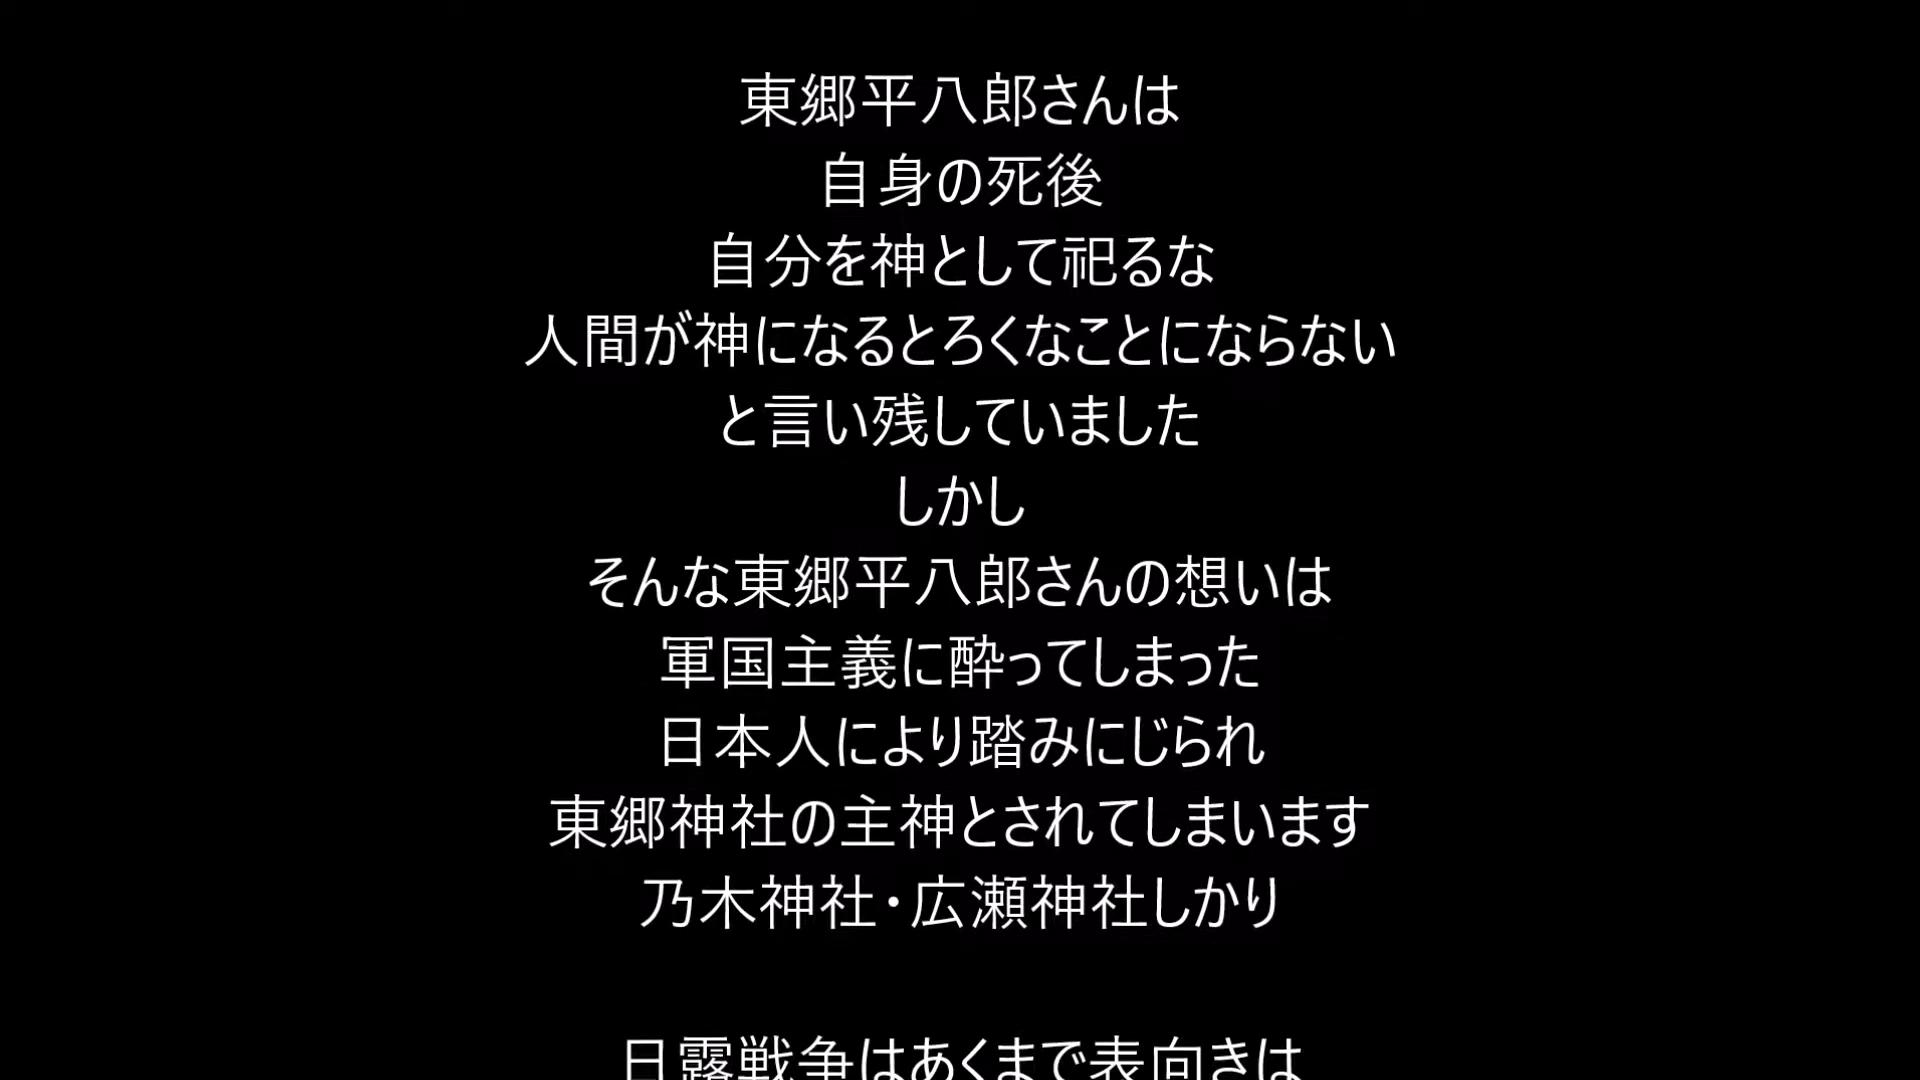 東郷平八郎さんは
自身の死後
自分を神として祀るな
人間が神になるとろくなことにならない
と言い残していました
しかし
そんな東郷平八郎さんの想いは
軍国主義に酔ってしまった
日本人により踏みにじられ
東郷神社の主神とされてしまいます
乃木神社・広瀬神社しかり
日露戦争はあくまで表向きは